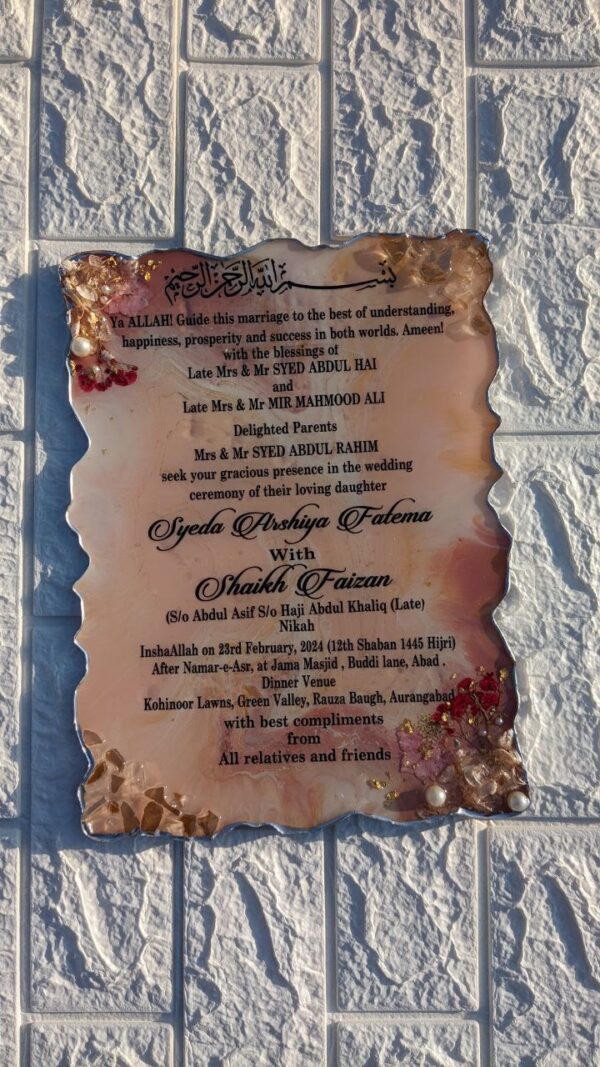 بسم الله الرحمن الرحيم
Ya ALLAH! Guide this marriage to the best of understanding,
happiness, prosperity and success in both worlds. Ameen!
with the blessings of
Late Mrs & Mr SYED ABDUL HAI
and
Late Mrs & Mr MIR MAHMOOD ALI
Delighted Parents
Mrs & Mr SYED ABDUL RAHIM
seek your gracious presence in the wedding
ceremony of their loving daughter
Syeda Arshiya Fatema
With
Shaikh Faizan
(S/o Abdul Asif S/o Haji Abdul Khaliq (Late)
Nikah
InshaAllah on 23rd February, 2024 (12th Shaban 1445 Hijri)
After Namar-e-Asr, at Jama Masjid , Buddi lane, Abad .
Dinner Venue
Kohinoor Lawns, Green Valley, Rauza Baugh, Aurangabad
with best compliments
from
All relatives and friends